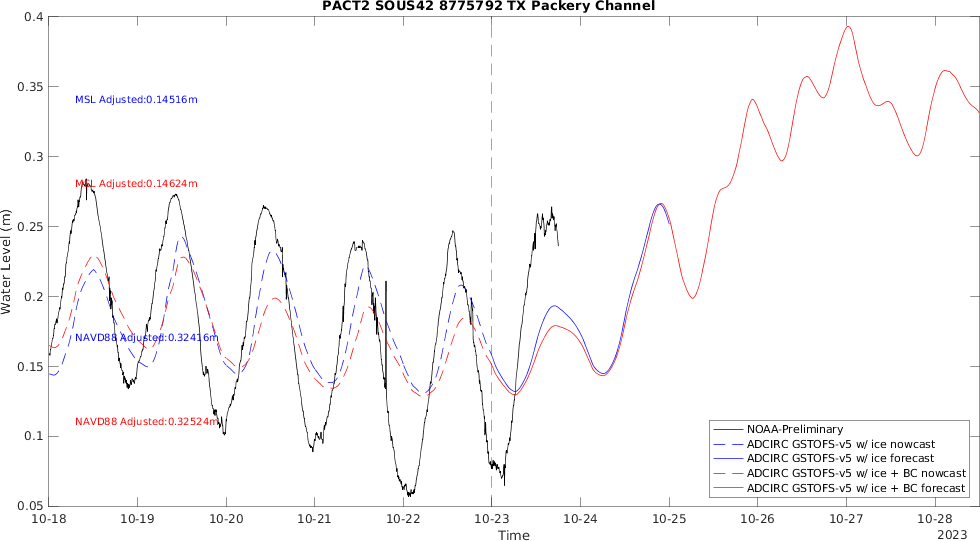 PACT2 SOUS42 8775792 TX Packery Channel
Water Level (m)
0.4
0.35
0.3
0.25
0.2
0.15
0.1
0.05
MSL Adjusted:0.14516m
MSL Adjusted:0.14624m
NAVD88 Adjusted:0.32416m
NAVD88 Adjusted:0.32524m
NOAA-Preliminary
ADCIRC GSTOFS-v5 w/ ice nowcast
ADCIRC GSTOFS-v5 w/ ice forecast
ADCIRC GSTOFS-v5 w/ ice + BC nowcast
ADCIRC GSTOFS-v5 w/ ice + BC forecast
10-18 10-19 10-20 10-21 10-22 10-23 10-24 10-25 10-26 10-27 10-28
Time
2023